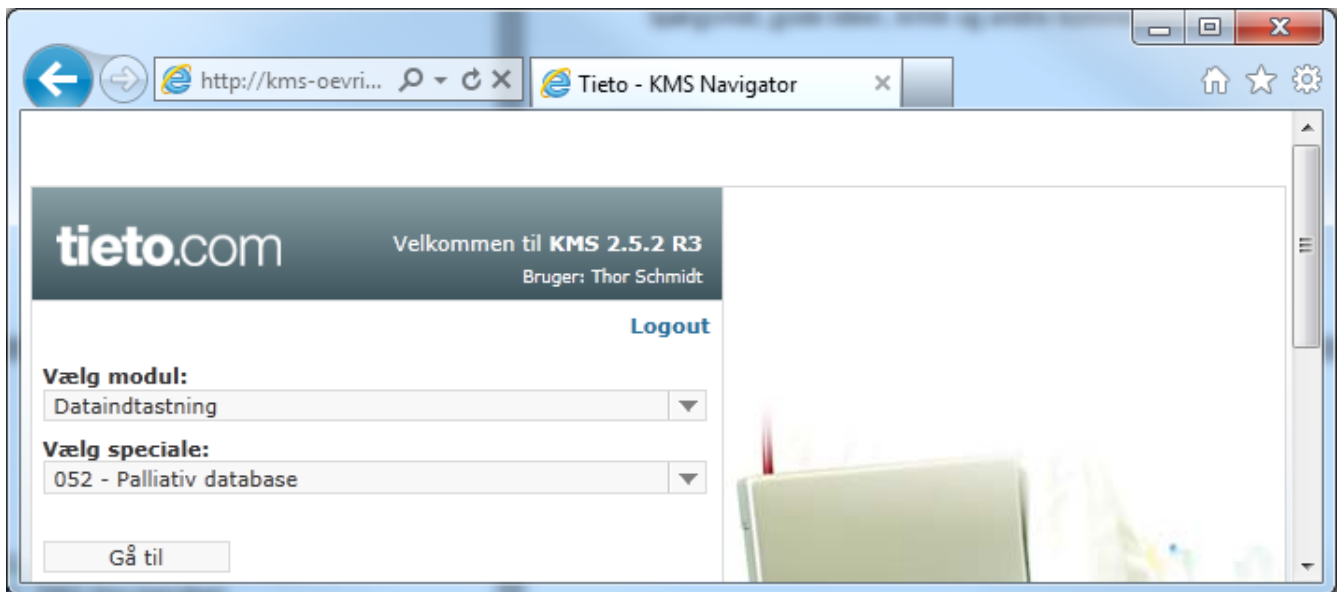 http://kms-oevri...
Tieto - KMS Navigator
tieto.com
Velkommen til KMS 2.5.2 R3
Bruger: Thor Schmidt
Logout
Vælg modul:
Dataindtastning
Vælg speciale:
052 - Palliativ database
Gå til